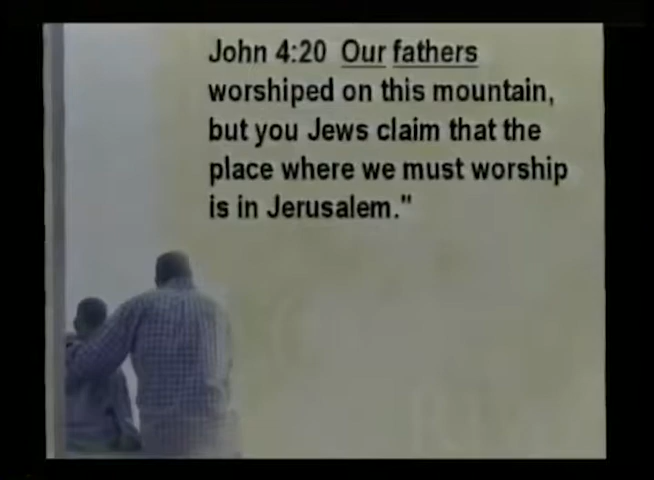 John 4:20 Our fathers
worshiped on this mountain,
but you Jews claim that the
place where we must worship
is in Jerusalem."